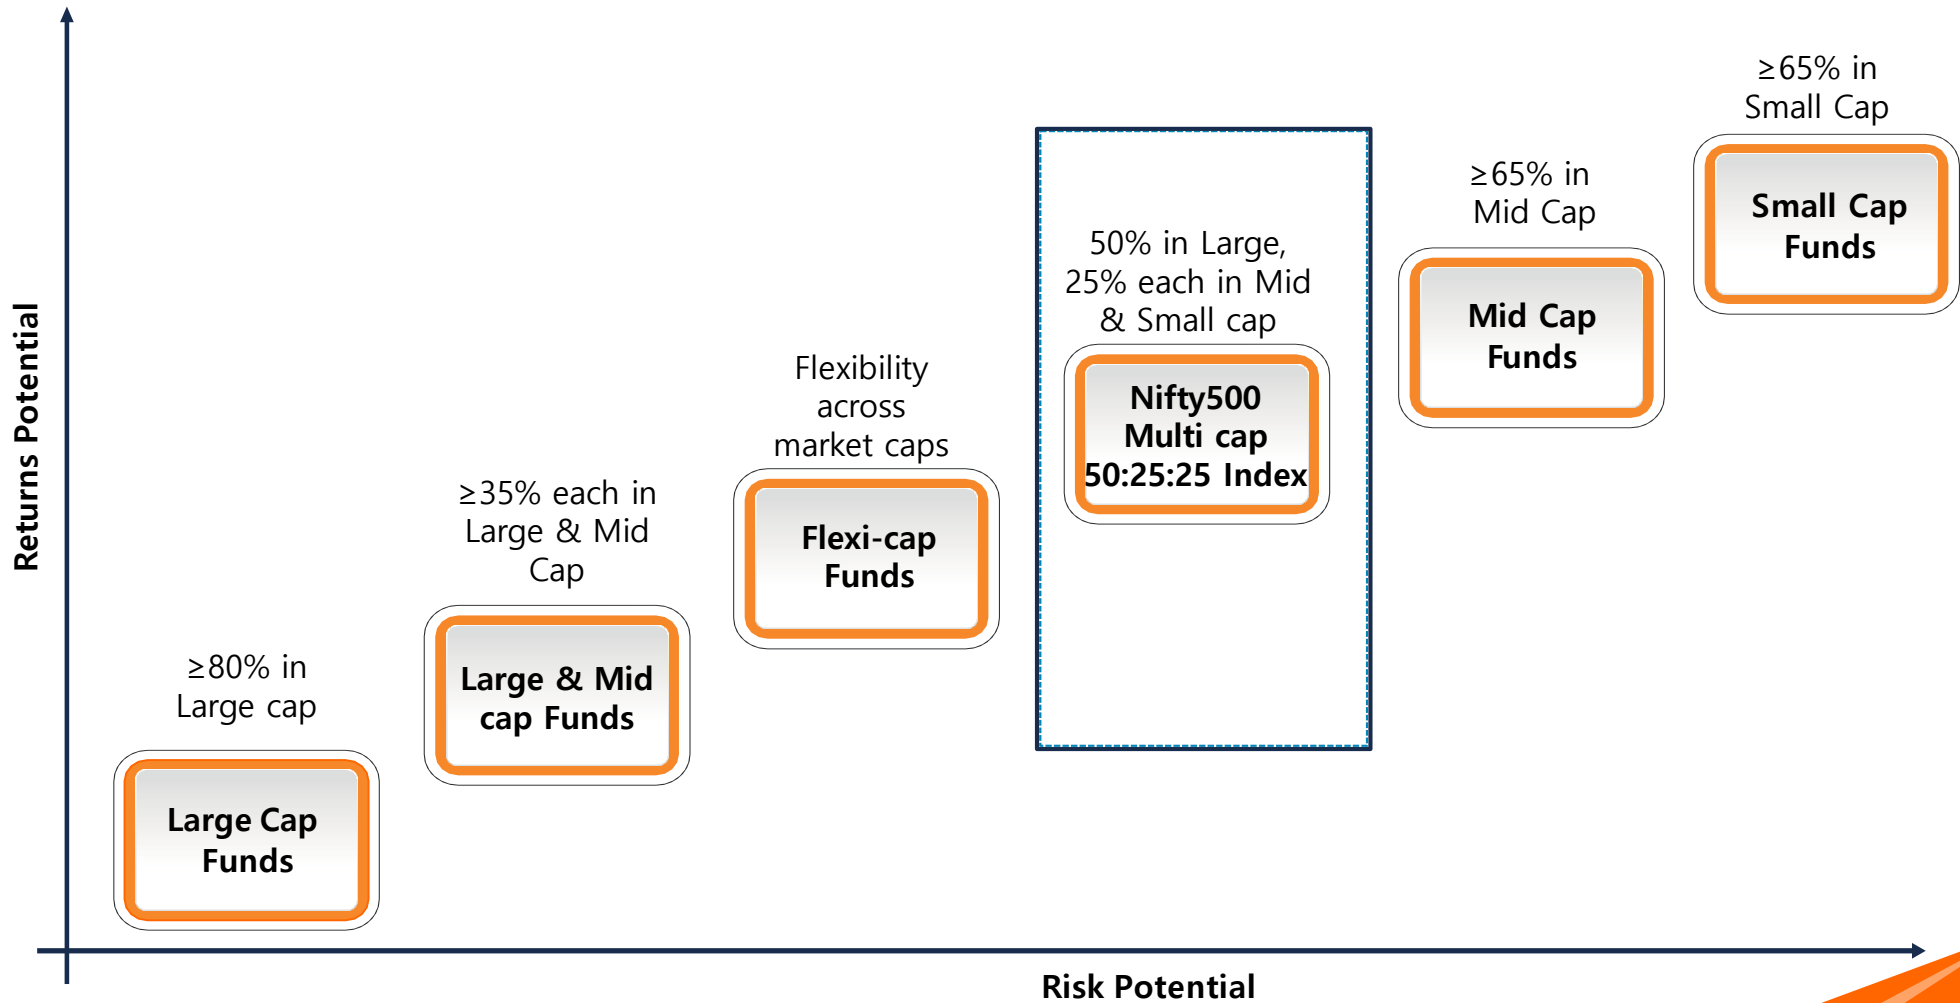 Returns Potential
≥80% in
Large cap
Large Cap
Funds
≥35% each in
Large & Mid
Cap
Large & Mid
cap Funds
Flexibility
across
market caps
Flexi-cap
Funds
50% in Large,
25% each in Mid
& Small cap
Nifty500
Multi cap
50:25:25 Index
≥65% in
Mid Cap
Mid Cap
Funds
≥65% in
Small Cap
Small Cap
Funds
Risk Potential